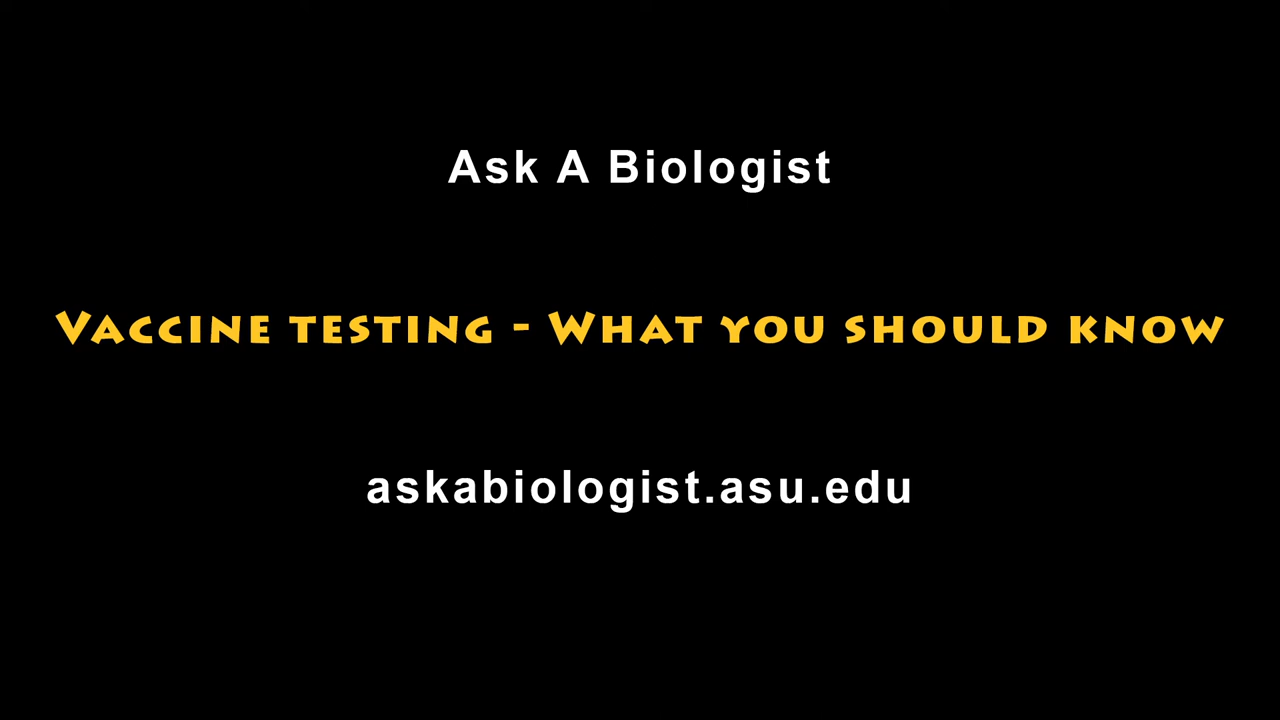 Ask A Biologist
Vaccine testing - What you should know
askabiologist.asu.edu